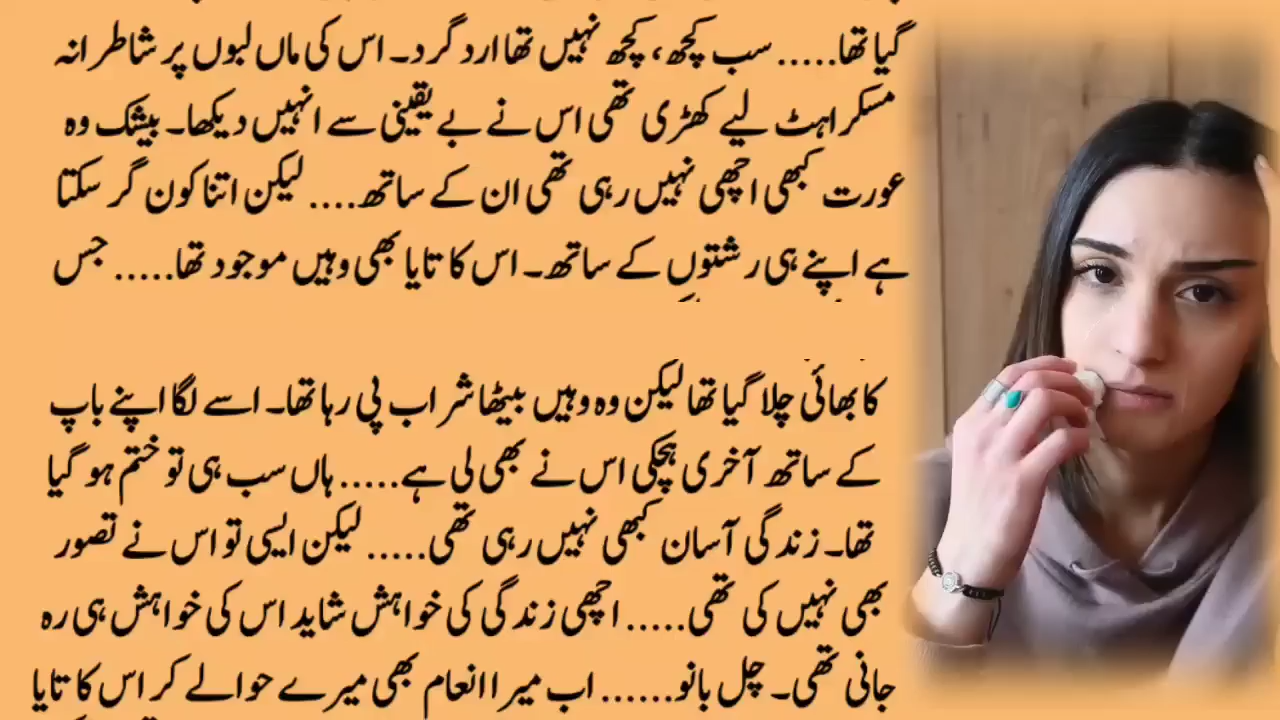 گیا تھا..... سب کچھ، کچھ نہیں تھا ارد گرد۔ اس کی ماں لبوں پر شاطرانہ
مسکراہٹ لیے کھڑی تھی اس نے بے یقینی سے انہیں دیکھا۔ بیشک وہ
عورت کبھی اچھی نہیں رہی تھی ان کے ساتھ.... لیکن اتنا کون گر سکتا
ہے اپنے ہی رشتوں کے ساتھ۔ اس کا تایا بھی وہیں موجود تھا..... جس
کا بھائی چلا گیا تھا لیکن وہ وہیں بیٹھا شراب پی رہا تھا۔ اسے لگا اپنے باپ
کے ساتھ آخری ہچکی اس نے بھی لی ہے..... ہاں سب ہی تو ختم ہو گیا
تھا۔ زندگی آسان کبھی نہیں رہی تھی..... لیکن ایسی تو اس نے تصور
بھی نہیں کی تھی..... اچھی زندگی کی خواہش شاید اس کی خواہش ہی رہ
جانی تھی۔ چل بانو...... اب میرا انعام بھی میرے حوالے کر اس کا تایا